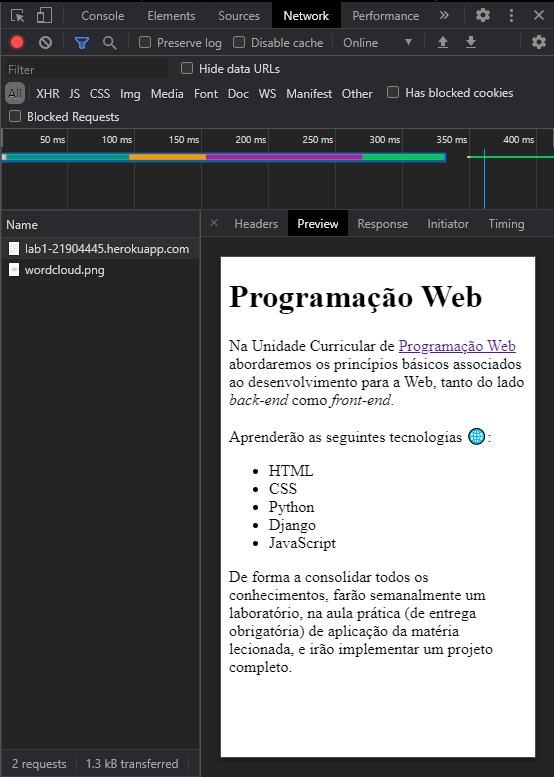 Console Elements Sources Network Performance »
Preserve log Disable cache Online
Filter Hide data URLs
All XHR JS CSS Img Media Font Doc WS Manifest Other Has blocked cookies
Blocked Requests
50 ms 100 ms 150 ms 200 ms 250 ms 300 ms 350 ms 400 ms
Name
lab1-21904445.herokuapp.com
wordcloud.png
2 requests 1.3 kB transferred
× Headers Preview Response Initiator Timing
Programação Web
Na Unidade Curricular de Programação Web
abordaremos os princípios básicos associados
ao desenvolvimento para a Web, tanto do lado
back-end como front-end.
Aprenderão as seguintes tecnologias 🌐:
• HTML
• CSS
• Python
• Django
• JavaScript
De forma a consolidar todos os
conhecimentos, farão semanalmente um
laboratório, na aula prática (de entrega
obrigatória) de aplicação da matéria
lecionada, e irão implementar um projeto
completo.